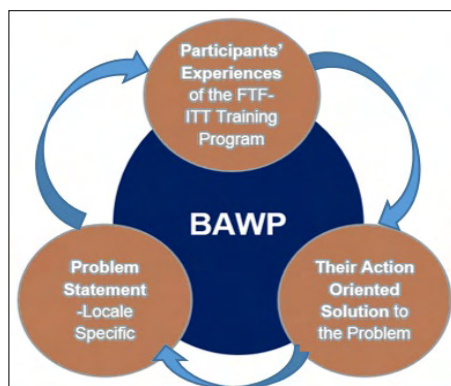 Participants'
Experiences
of the FTF-
ITT Training
Program
BAWP
Problem
Statement
-Locale
Specific
Their Action
Oriented
Solution to
the Problem